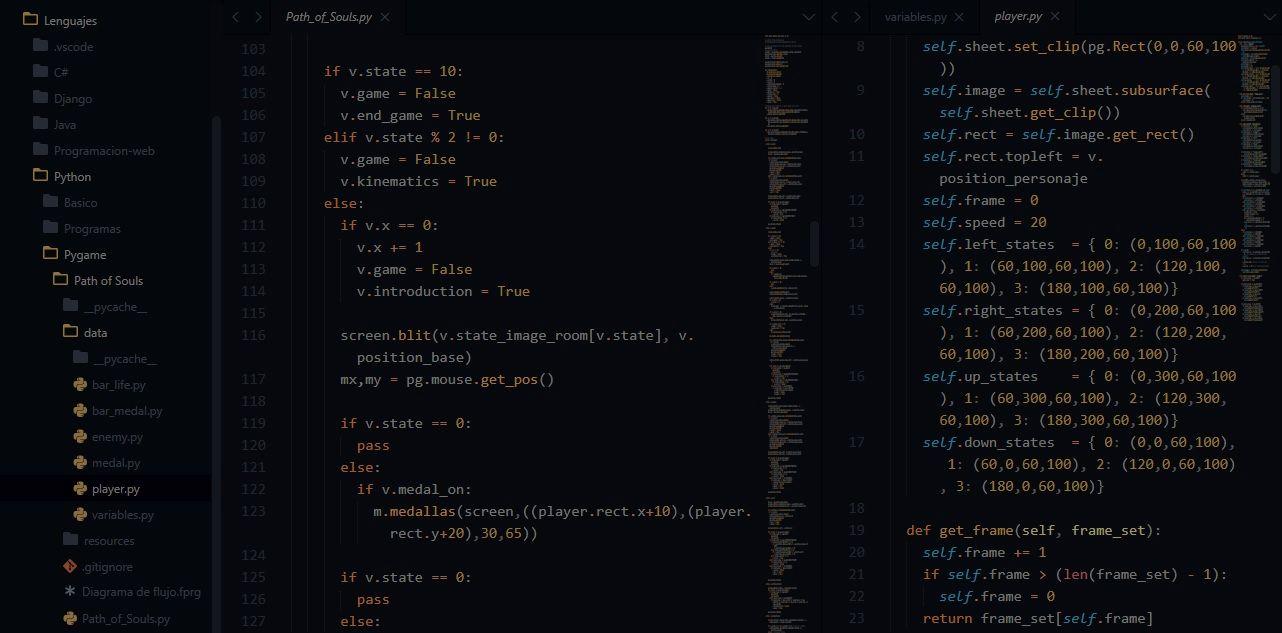 Lenguajes
.vscode
C#
Django
Java
Programacion-web
Python
Basico
Programas
Pygame
Path of Souls
__pycache__
data
__pycache__
bar_life.py
bar_medal.py
enemy.py
medal.py
player.py
variables.py
resources
.gitignore
Diagrama de flujo.fprg
Path_of_Souls.py
Path_of_Souls.py
103
104 if v.state == 10:
105 v.game = False
106 v.end_game = True
107 elif v.state % 2 != 0:
108 v.game = False
109 v.kinematics = True
110 else:
111 if v.x == 0:
112 v.x += 1
113 v.game = False
114 v.introduction = True
115
116 screen.blit(v.state_image_room[v.state], v.
position_base)
117 mx,my = pg.mouse.get_pos()
118
119 if v.state == 0:
120 pass
121 else:
122 if v.medal_on:
123 m.medallas(screen,((player.rect.x+10),(player.
rect.y+20),30,65))
124
125 if v.state == 0:
126 pass
127 else:
variables.py
player.py
8 self.sheet.set_clip(pg.Rect(0,0,60,100
))
9 self.image = self.sheet.subsurface(
self.sheet.get_clip())
10 self.rect = self.image.get_rect()
11 self.rect.topleft = v.
position_personaje
12 self.frame = 0
13 self.speed = 20
14 self.left_states = { 0: (0,100,60,100
), 1: (60,100,60,100), 2: (120,100,
60,100), 3: (180,100,60,100)}
15 self.right_states = { 0: (0,200,60,100
), 1: (60,200,60,100), 2: (120,200,
60,100), 3: (180,200,60,100)}
16 self.up_states = { 0: (0,300,60,100
), 1: (60,300,60,100), 2: (120,300,
60,100), 3: (180,300,60,100)}
17 self.down_states = { 0: (0,0,60,100),
1: (60,0,60,100), 2: (120,0,60,100)
, 3: (180,0,60,100)}
18
19 def get_frame(self, frame_set):
20 self.frame += 1
21 if self.frame > (len(frame_set) - 1):
22 self.frame = 0
23 return frame_set[self.frame]